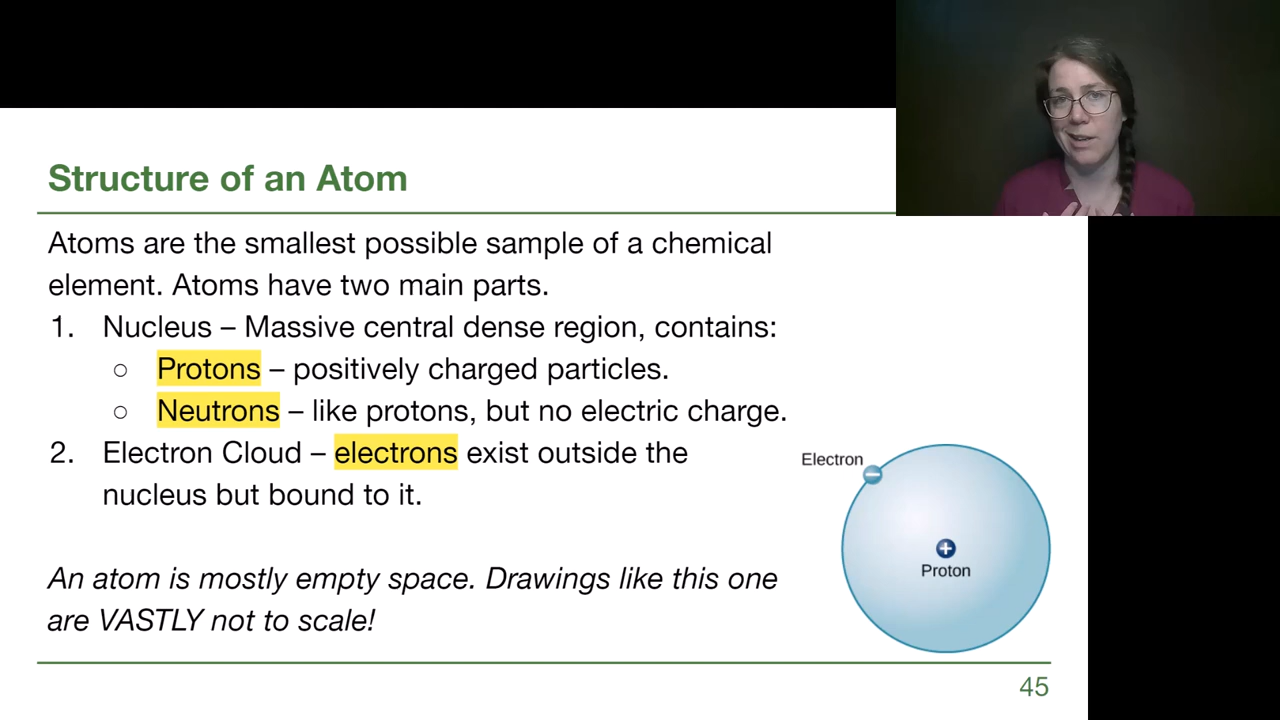 Structure of an Atom
Atoms are the smallest possible sample of a chemical
element. Atoms have two main parts.
1. Nucleus – Massive central dense region, contains:
○ Protons – positively charged particles.
○ Neutrons – like protons, but no electric charge.
2. Electron Cloud – electrons exist outside the
nucleus but bound to it.
Electron
−
+
Proton
An atom is mostly empty space. Drawings like this one
are VASTLY not to scale!
45